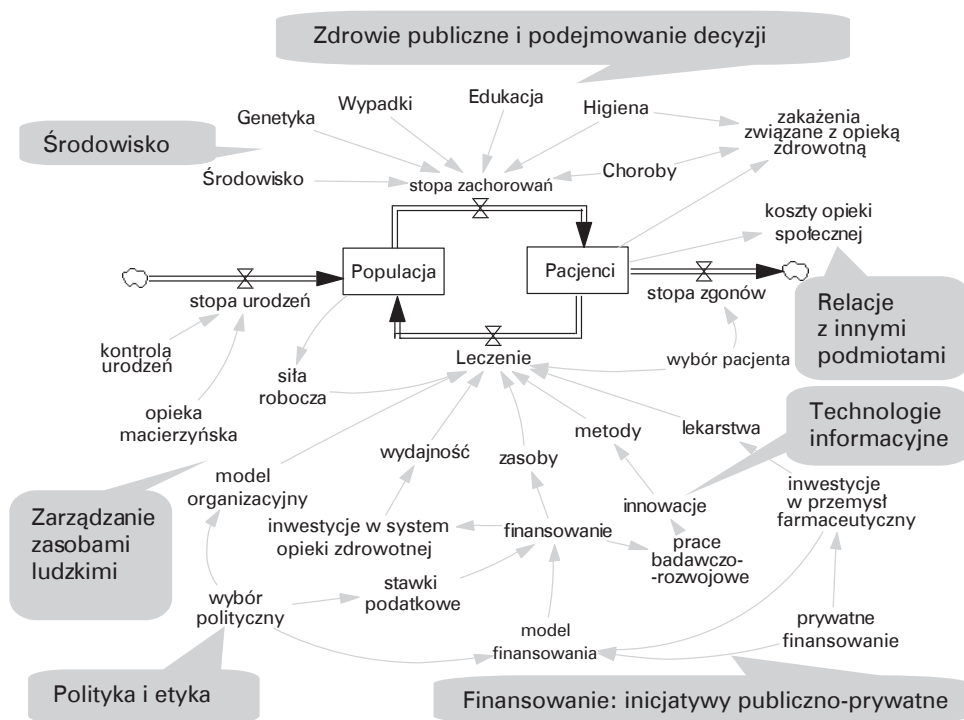 Zdrowie publiczne i podejmowanie decyzji
Genetyka
Wypadki
Edukacja
Higiena
zakażenia
związane z opieką
zdrowotną
Środowisko
Środowisko
stopa zachorowań
Choroby
koszty opieki
społecznej
Populacja
Pacjenci
stopa urodzeń
stopa zgonów
Relacje
z innymi
podmiotami
kontrola
urodzeń
Leczenie
wybór pacjenta
siła
robocza
opieka
macierzyńska
Technologie
informacyjne
metody
lekarstwa
wydajność
zasoby
model
organizacyjny
Zarządzanie
zasobami
ludzkimi
inwestycje w system
opieki zdrowotnej
finansowanie
innowacje
inwestycje
w przemysł
farmaceutyczny
prace
badawczo-
-rozwojowe
stawki
podatkowe
wybór
polityczny
model
finansowania
prywatne
finansowanie
Polityka i etyka
Finansowanie: inicjatywy publiczno-prywatne